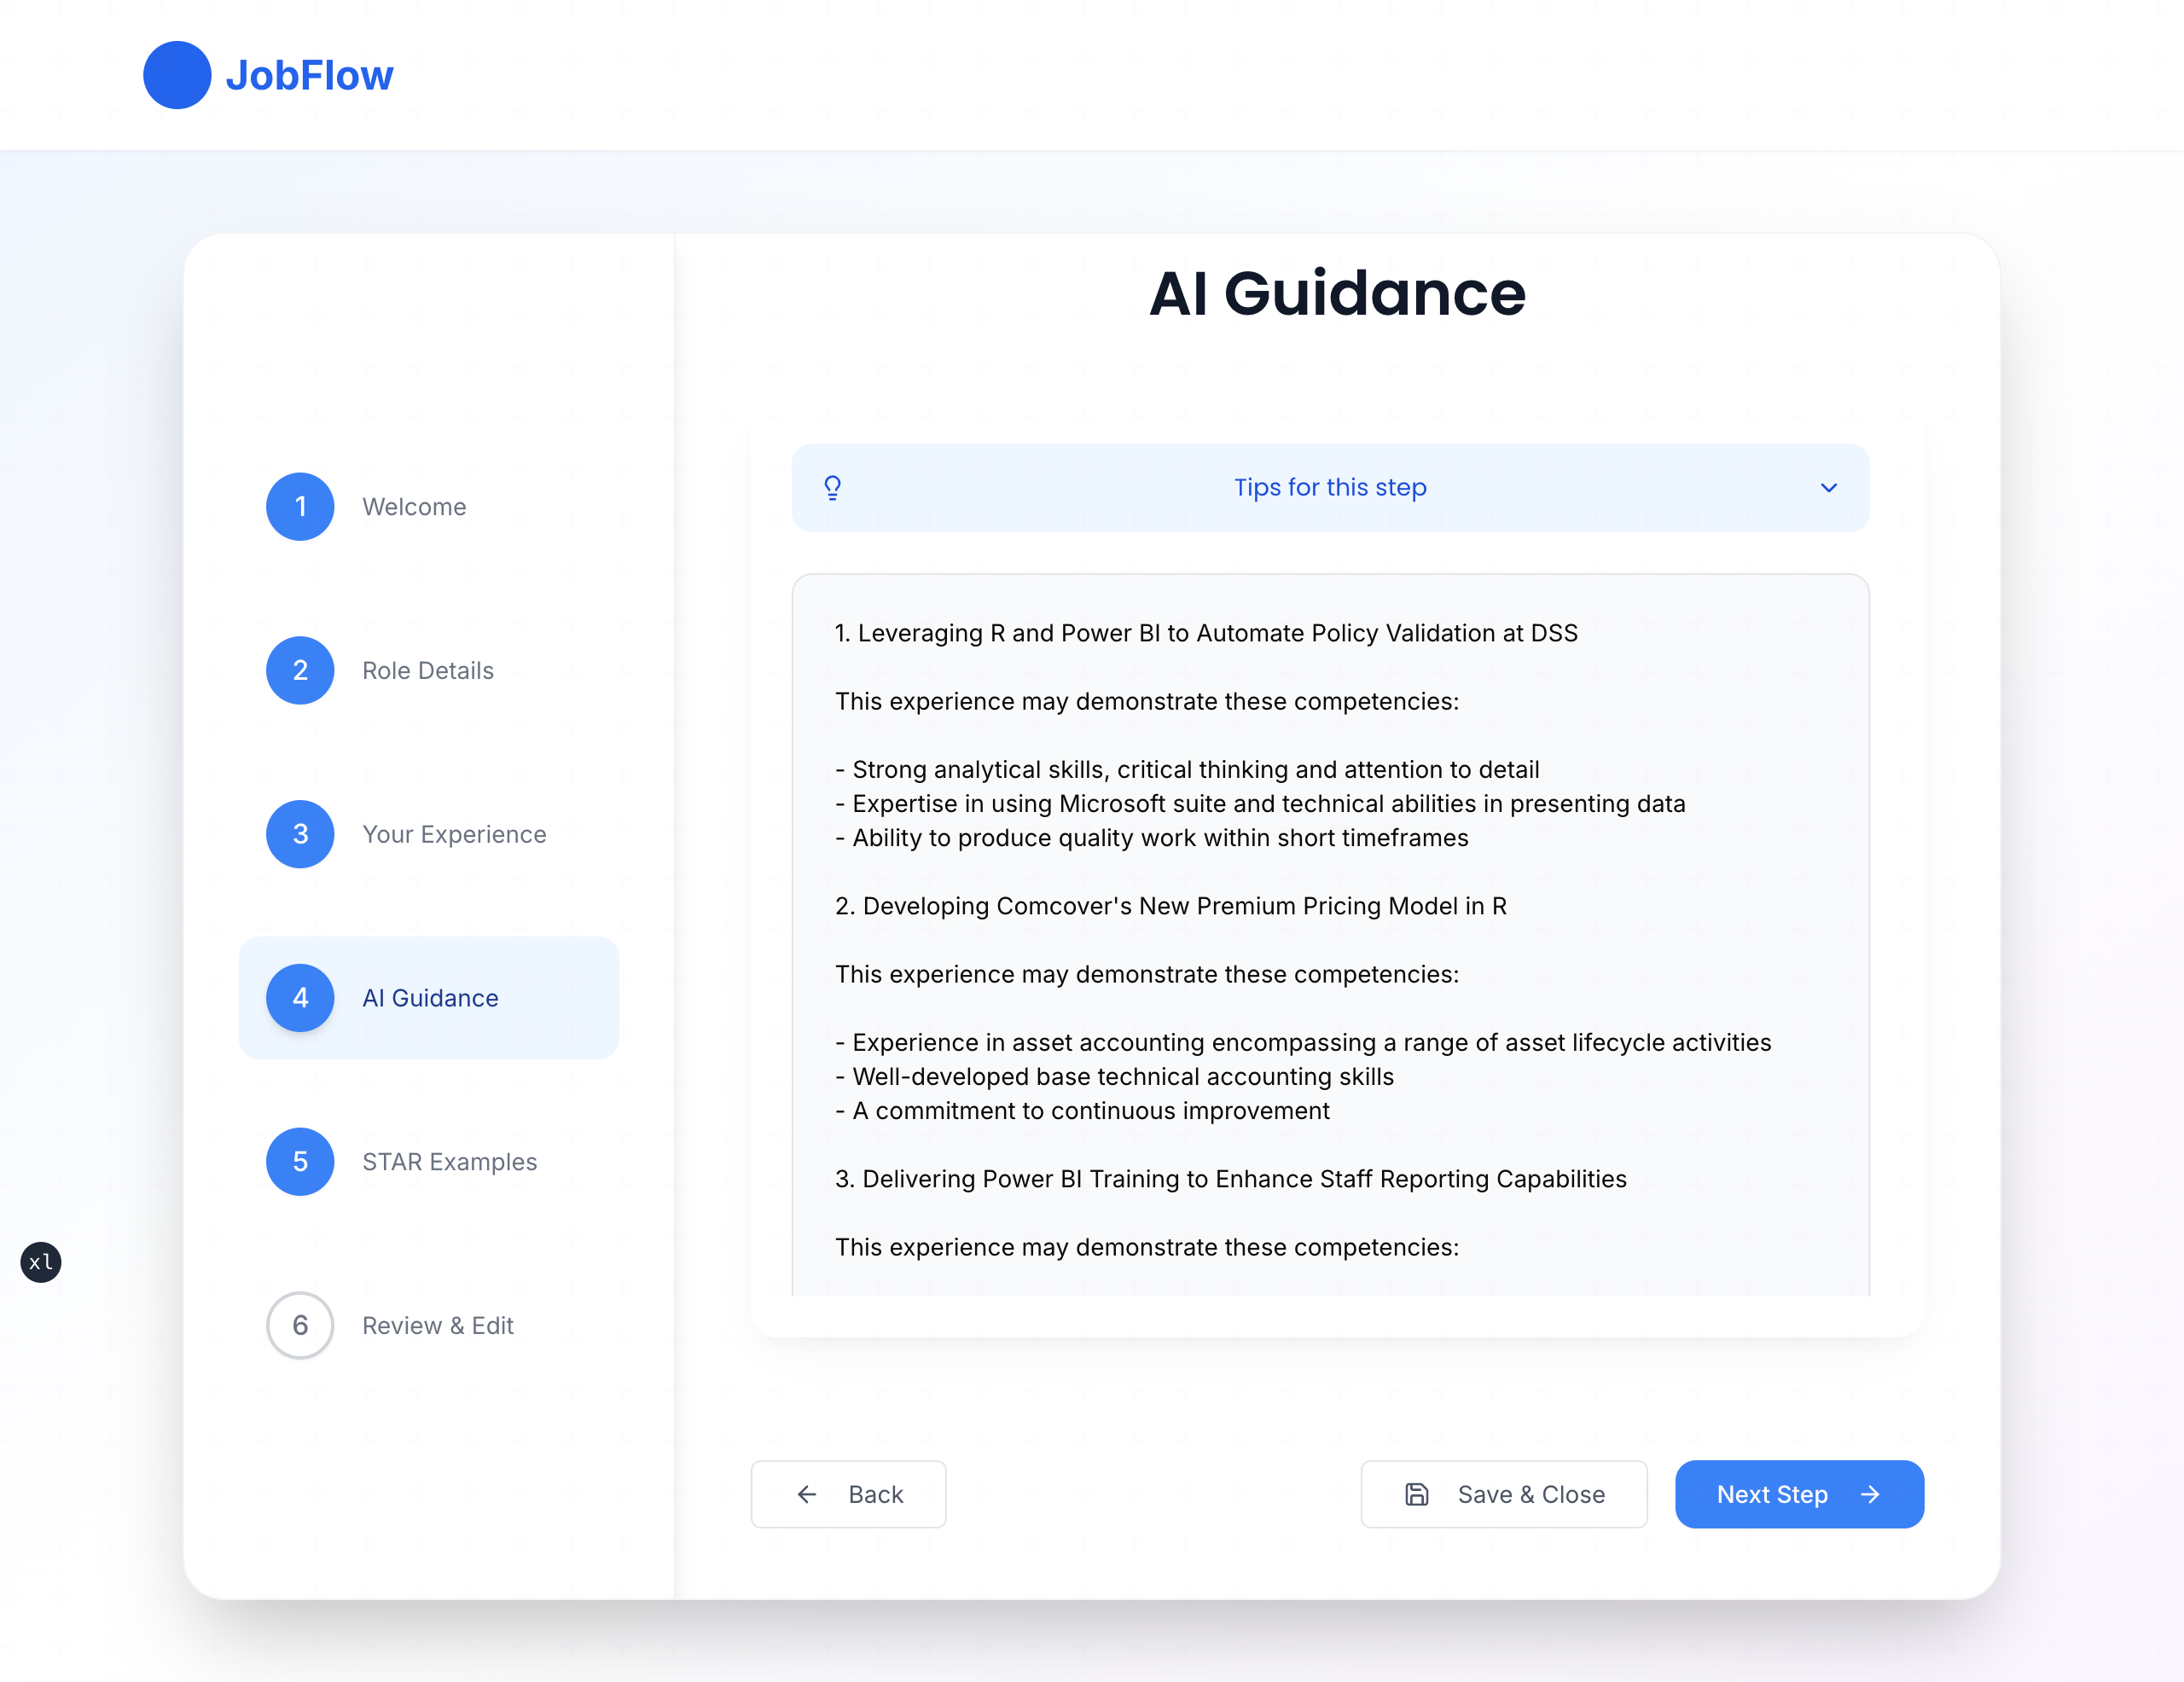 JobFlow
AI Guidance
1 Welcome
2 Role Details
3 Your Experience
4 AI Guidance
5 STAR Examples
6 Review & Edit
Tips for this step
1. Leveraging R and Power BI to Automate Policy Validation at DSS
This experience may demonstrate these competencies:
- Strong analytical skills, critical thinking and attention to detail
- Expertise in using Microsoft suite and technical abilities in presenting data
- Ability to produce quality work within short timeframes
2. Developing Comcover's New Premium Pricing Model in R
This experience may demonstrate these competencies:
- Experience in asset accounting encompassing a range of asset lifecycle activities
- Well-developed base technical accounting skills
- A commitment to continuous improvement
3. Delivering Power BI Training to Enhance Staff Reporting Capabilities
This experience may demonstrate these competencies:
xl
Back
Save & Close
Next Step